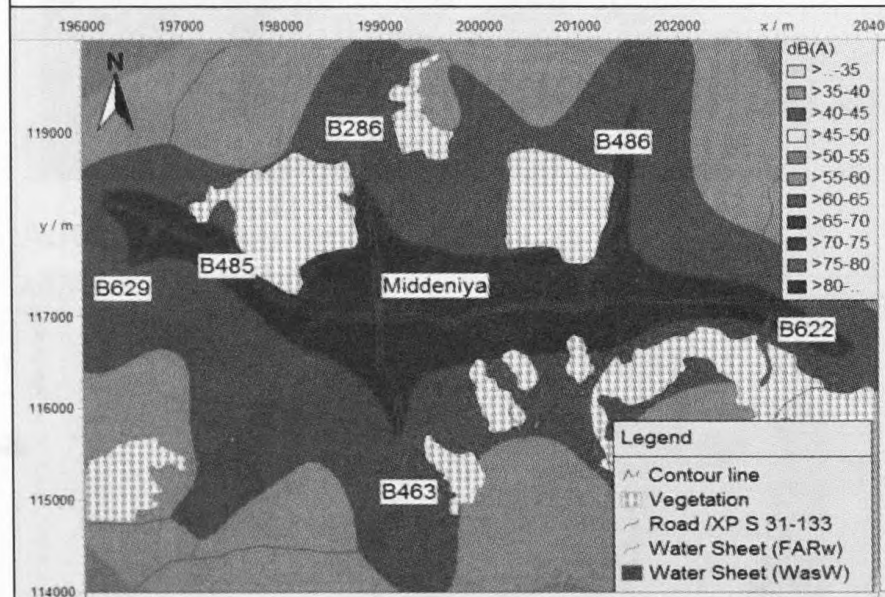 196000 197000 198000 199000 200000 201000 202000 x / m 2040
N
dB(A)
>..-35
>35-40
>40-45
>45-50
>50-55
>55-60
>60-65
>65-70
>70-75
>75-80
>80-..
119000
y / m
117000
116000
115000
114000
B286
B486
B485
B629
Middeniya
B622
B463
Legend
Contour line
Vegetation
Road /XP S 31-133
Water Sheet (FARw)
Water Sheet (WasW)